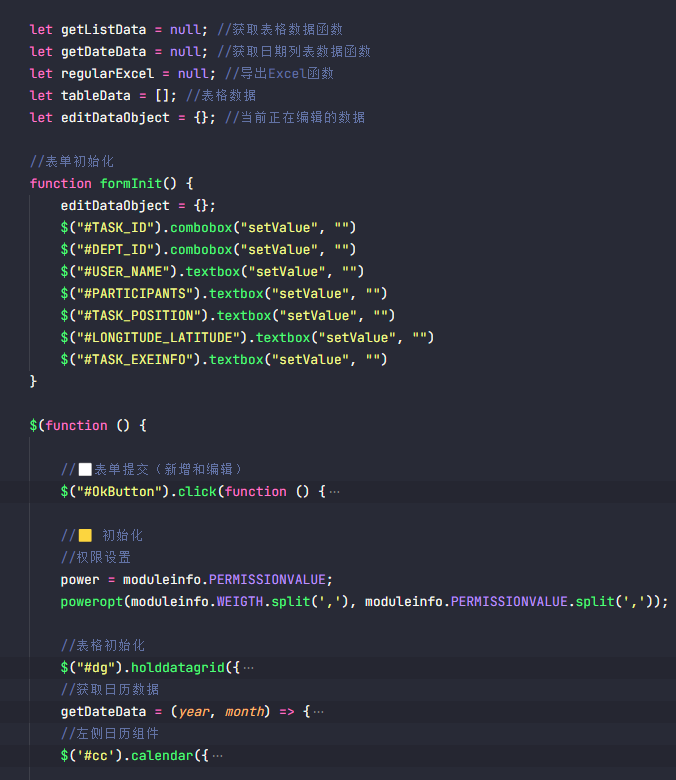 let getListData = null; //获取表格数据函数
let getDateData = null; //获取日期列表数据函数
let regularExcel = null; //导出Excel函数
let tableData = []; //表格数据
let editDataObject = {}; //当前正在编辑的数据
//表单初始化
function formInit() {
editDataObject = {};
$("#TASK_ID").combobox("setValue", "")
$("#DEPT_ID").combobox("setValue", "")
$("#USER_NAME").textbox("setValue", "")
$("#PARTICIPANTS").textbox("setValue", "")
$("#TASK_POSITION").textbox("setValue", "")
$("#LONGITUDE_LATITUDE").textbox("setValue", "")
$("#TASK_EXEINFO").textbox("setValue", "")
}
$(function () {
//⬜表单提交（新增和编辑）
$("#OkButton").click(function () {⋯
//🟨 初始化
//权限设置
power = moduleinfo.PERMISSIONVALUE;
poweropt(moduleinfo.WEIGTH.split(','), moduleinfo.PERMISSIONVALUE.split(','));
//表格初始化
$("#dg").holddatagrid({⋯
//获取日历数据
getDateData = (year, month) => {⋯
//左侧日历组件
$('#cc').calendar({⋯